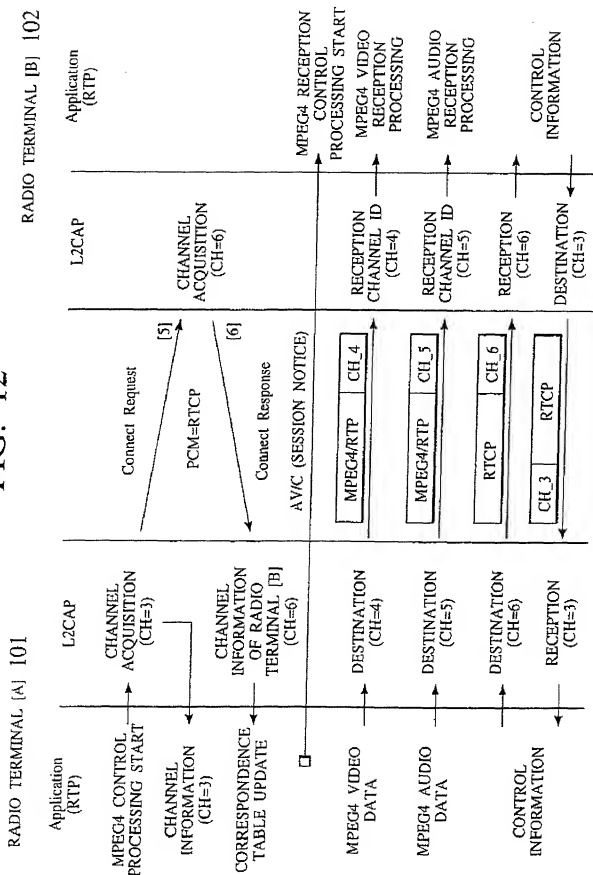 FIG. 12
RADIO TERMINAL [A] 101
RADIO TERMINAL [B] 102
Application
(RTP)
L2CAP
L2CAP
Application
(RTP)
MPEG4 CONTROL
PROCESSING START
CHANNEL
ACQUISITION
(CH=3)
Connect Request
[5]
CHANNEL
ACQUISITION
(CH=6)
CHANNEL
INFORMATION
(CH=3)
PCM=RTCP
CORRESPONDENCE
TABLE UPDATE
CHANNEL
INFORMATION
OF RADIO
TERMINAL [B]
(CH=6)
Connect Response
[6]
AV/C (SESSION NOTICE)
MPEG4 RECEPTION
CONTROL
PROCESSING START
MPEG4 VIDEO
DATA
DESTINATION
(CH=4)
MPEG4/RTP
CH_4
RECEPTION
CHANNEL ID
(CH=4)
MPEG4 VIDEO
RECEPTION
PROCESSING
MPEG4 AUDIO
DATA
DESTINATION
(CH=5)
MPEG4/RTP
CH_5
RECEPTION
CHANNEL ID
(CH=5)
MPEG4 AUDIO
RECEPTION
PROCESSING
CONTROL
INFORMATION
DESTINATION
(CH=6)
RTCP
CH_6
RECEPTION
(CH=6)
CONTROL
INFORMATION
RECEPTION
(CH=3)
CH_3
RTCP
DESTINATION
(CH=3)